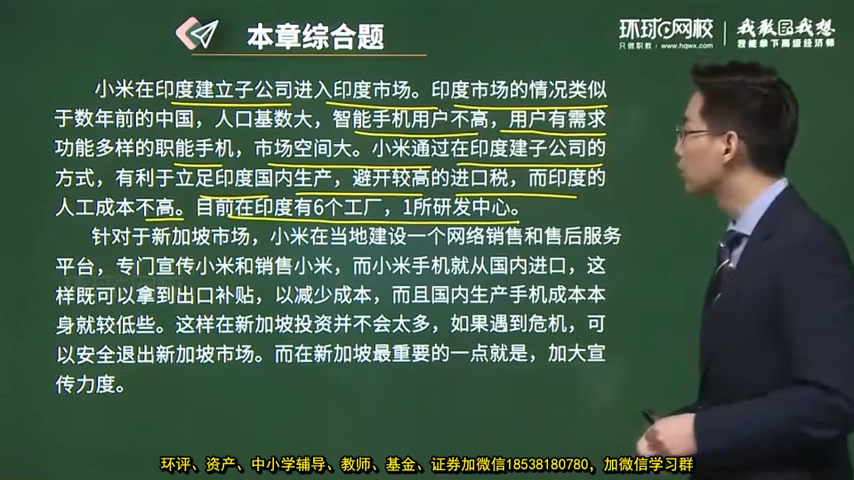 本章综合题
环球网校
只做职教！www.hqwx.com
我敢 我想
我能拿下高级经济师
小米在印度建立子公司进入印度市场。印度市场的情况类似
于数年前的中国，人口基数大，智能手机用户不高，用户有需求
功能多样的职能手机，市场空间大。小米通过在印度建子公司的
方式，有利于立足印度国内生产，避开较高的进口税，而印度的
人工成本不高。目前在印度有6个工厂，1所研发中心。
针对于新加坡市场，小米在当地建设一个网络销售和售后服务
平台，专门宣传小米和销售小米，而小米手机就从国内进口，这
样既可以拿到出口补贴，以减少成本，而且国内生产手机成本本
身就较低些。这样在新加坡投资并不会太多，如果遇到危机，可
以安全退出新加坡市场。而在新加坡最重要的一点就是，加大宣
传力度。
环评、资产、中小学辅导、教师、基金、证券加微信18538180780，加微信学习群